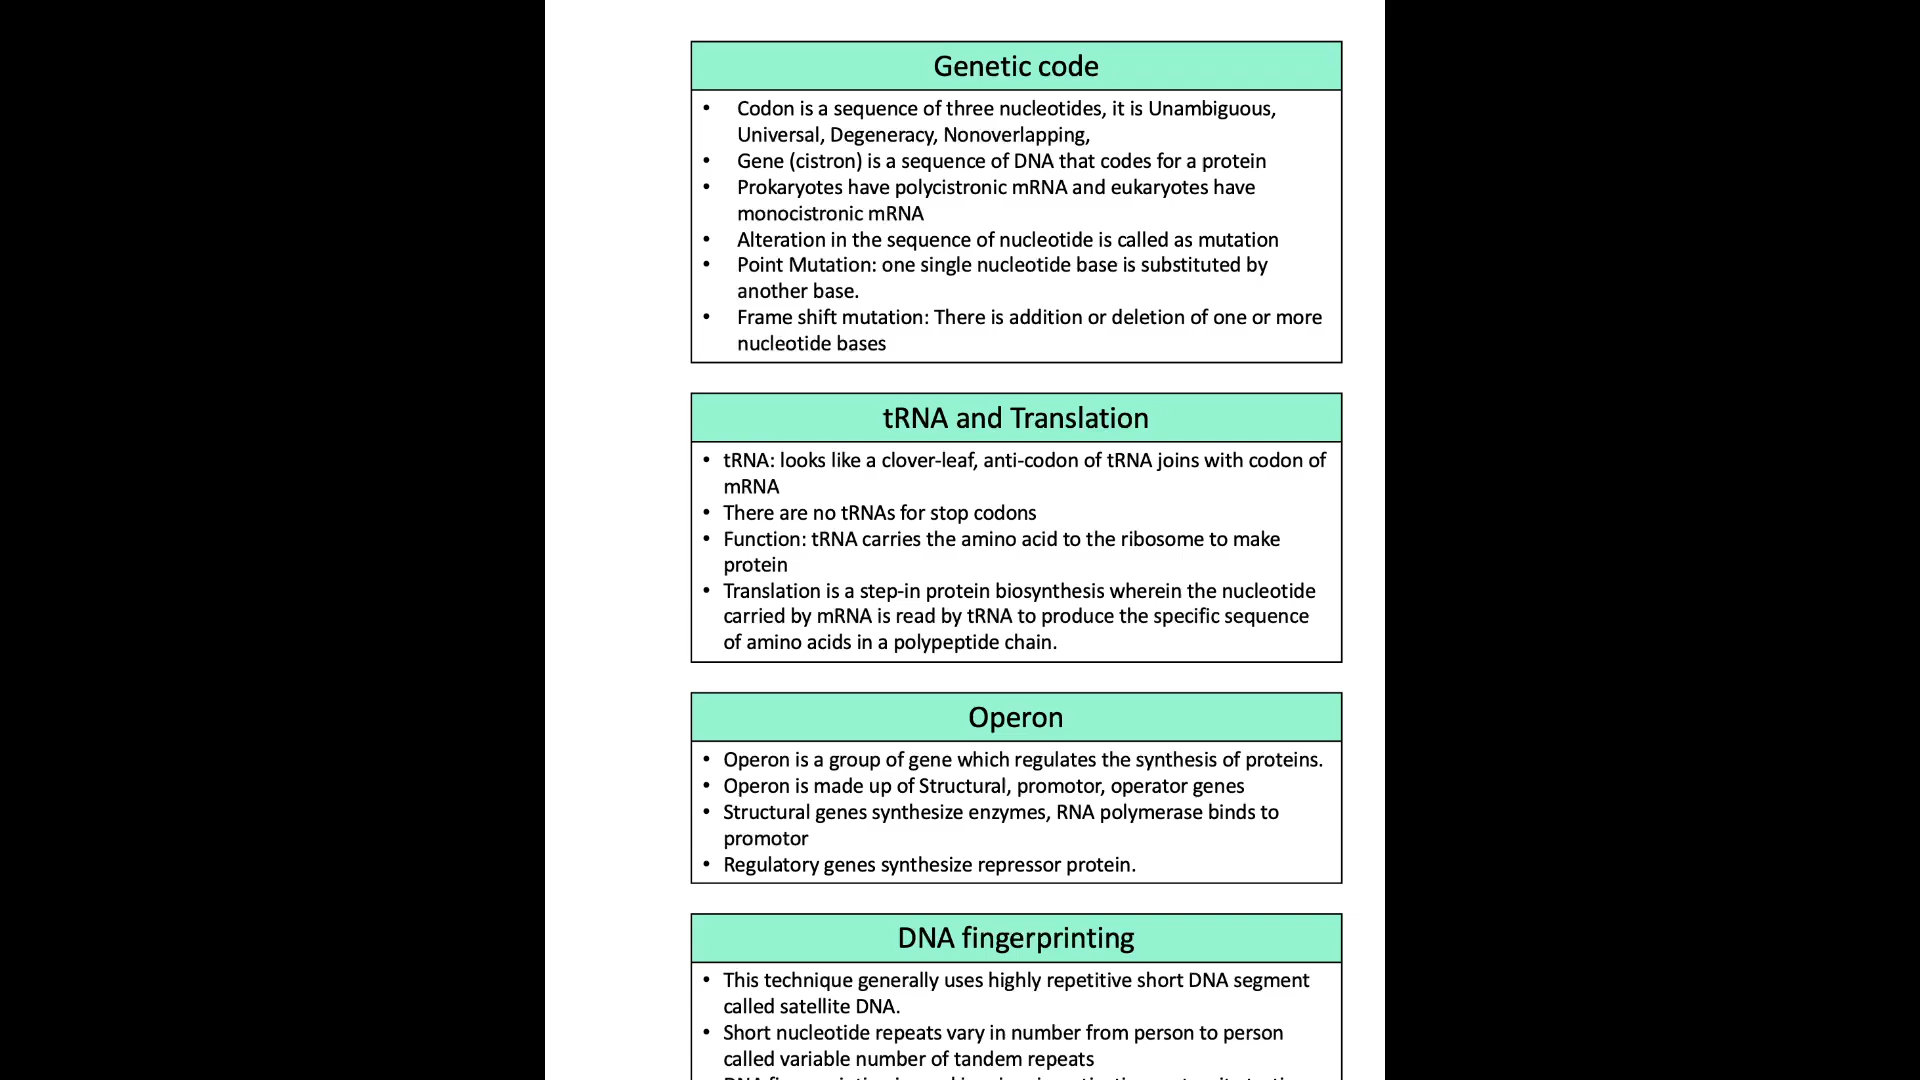 Genetic code
• Codon is a sequence of three nucleotides, it is Unambiguous,
Universal, Degeneracy, Nonoverlapping,
• Gene (cistron) is a sequence of DNA that codes for a protein
• Prokaryotes have polycistronic mRNA and eukaryotes have
monocistronic mRNA
• Alteration in the sequence of nucleotide is called as mutation
• Point Mutation: one single nucleotide base is substituted by
another base.
• Frame shift mutation: There is addition or deletion of one or more
nucleotide bases
tRNA and Translation
• tRNA: looks like a clover-leaf, anti-codon of tRNA joins with codon of
mRNA
• There are no tRNAs for stop codons
• Function: tRNA carries the amino acid to the ribosome to make
protein
• Translation is a step-in protein biosynthesis wherein the nucleotide
carried by mRNA is read by tRNA to produce the specific sequence
of amino acids in a polypeptide chain.
Operon
• Operon is a group of gene which regulates the synthesis of proteins.
• Operon is made up of Structural, promotor, operator genes
• Structural genes synthesize enzymes, RNA polymerase binds to
promotor
• Regulatory genes synthesize repressor protein.
DNA fingerprinting
• This technique generally uses highly repetitive short DNA segment
called satellite DNA.
• Short nucleotide repeats vary in number from person to person
called variable number of tandem repeats